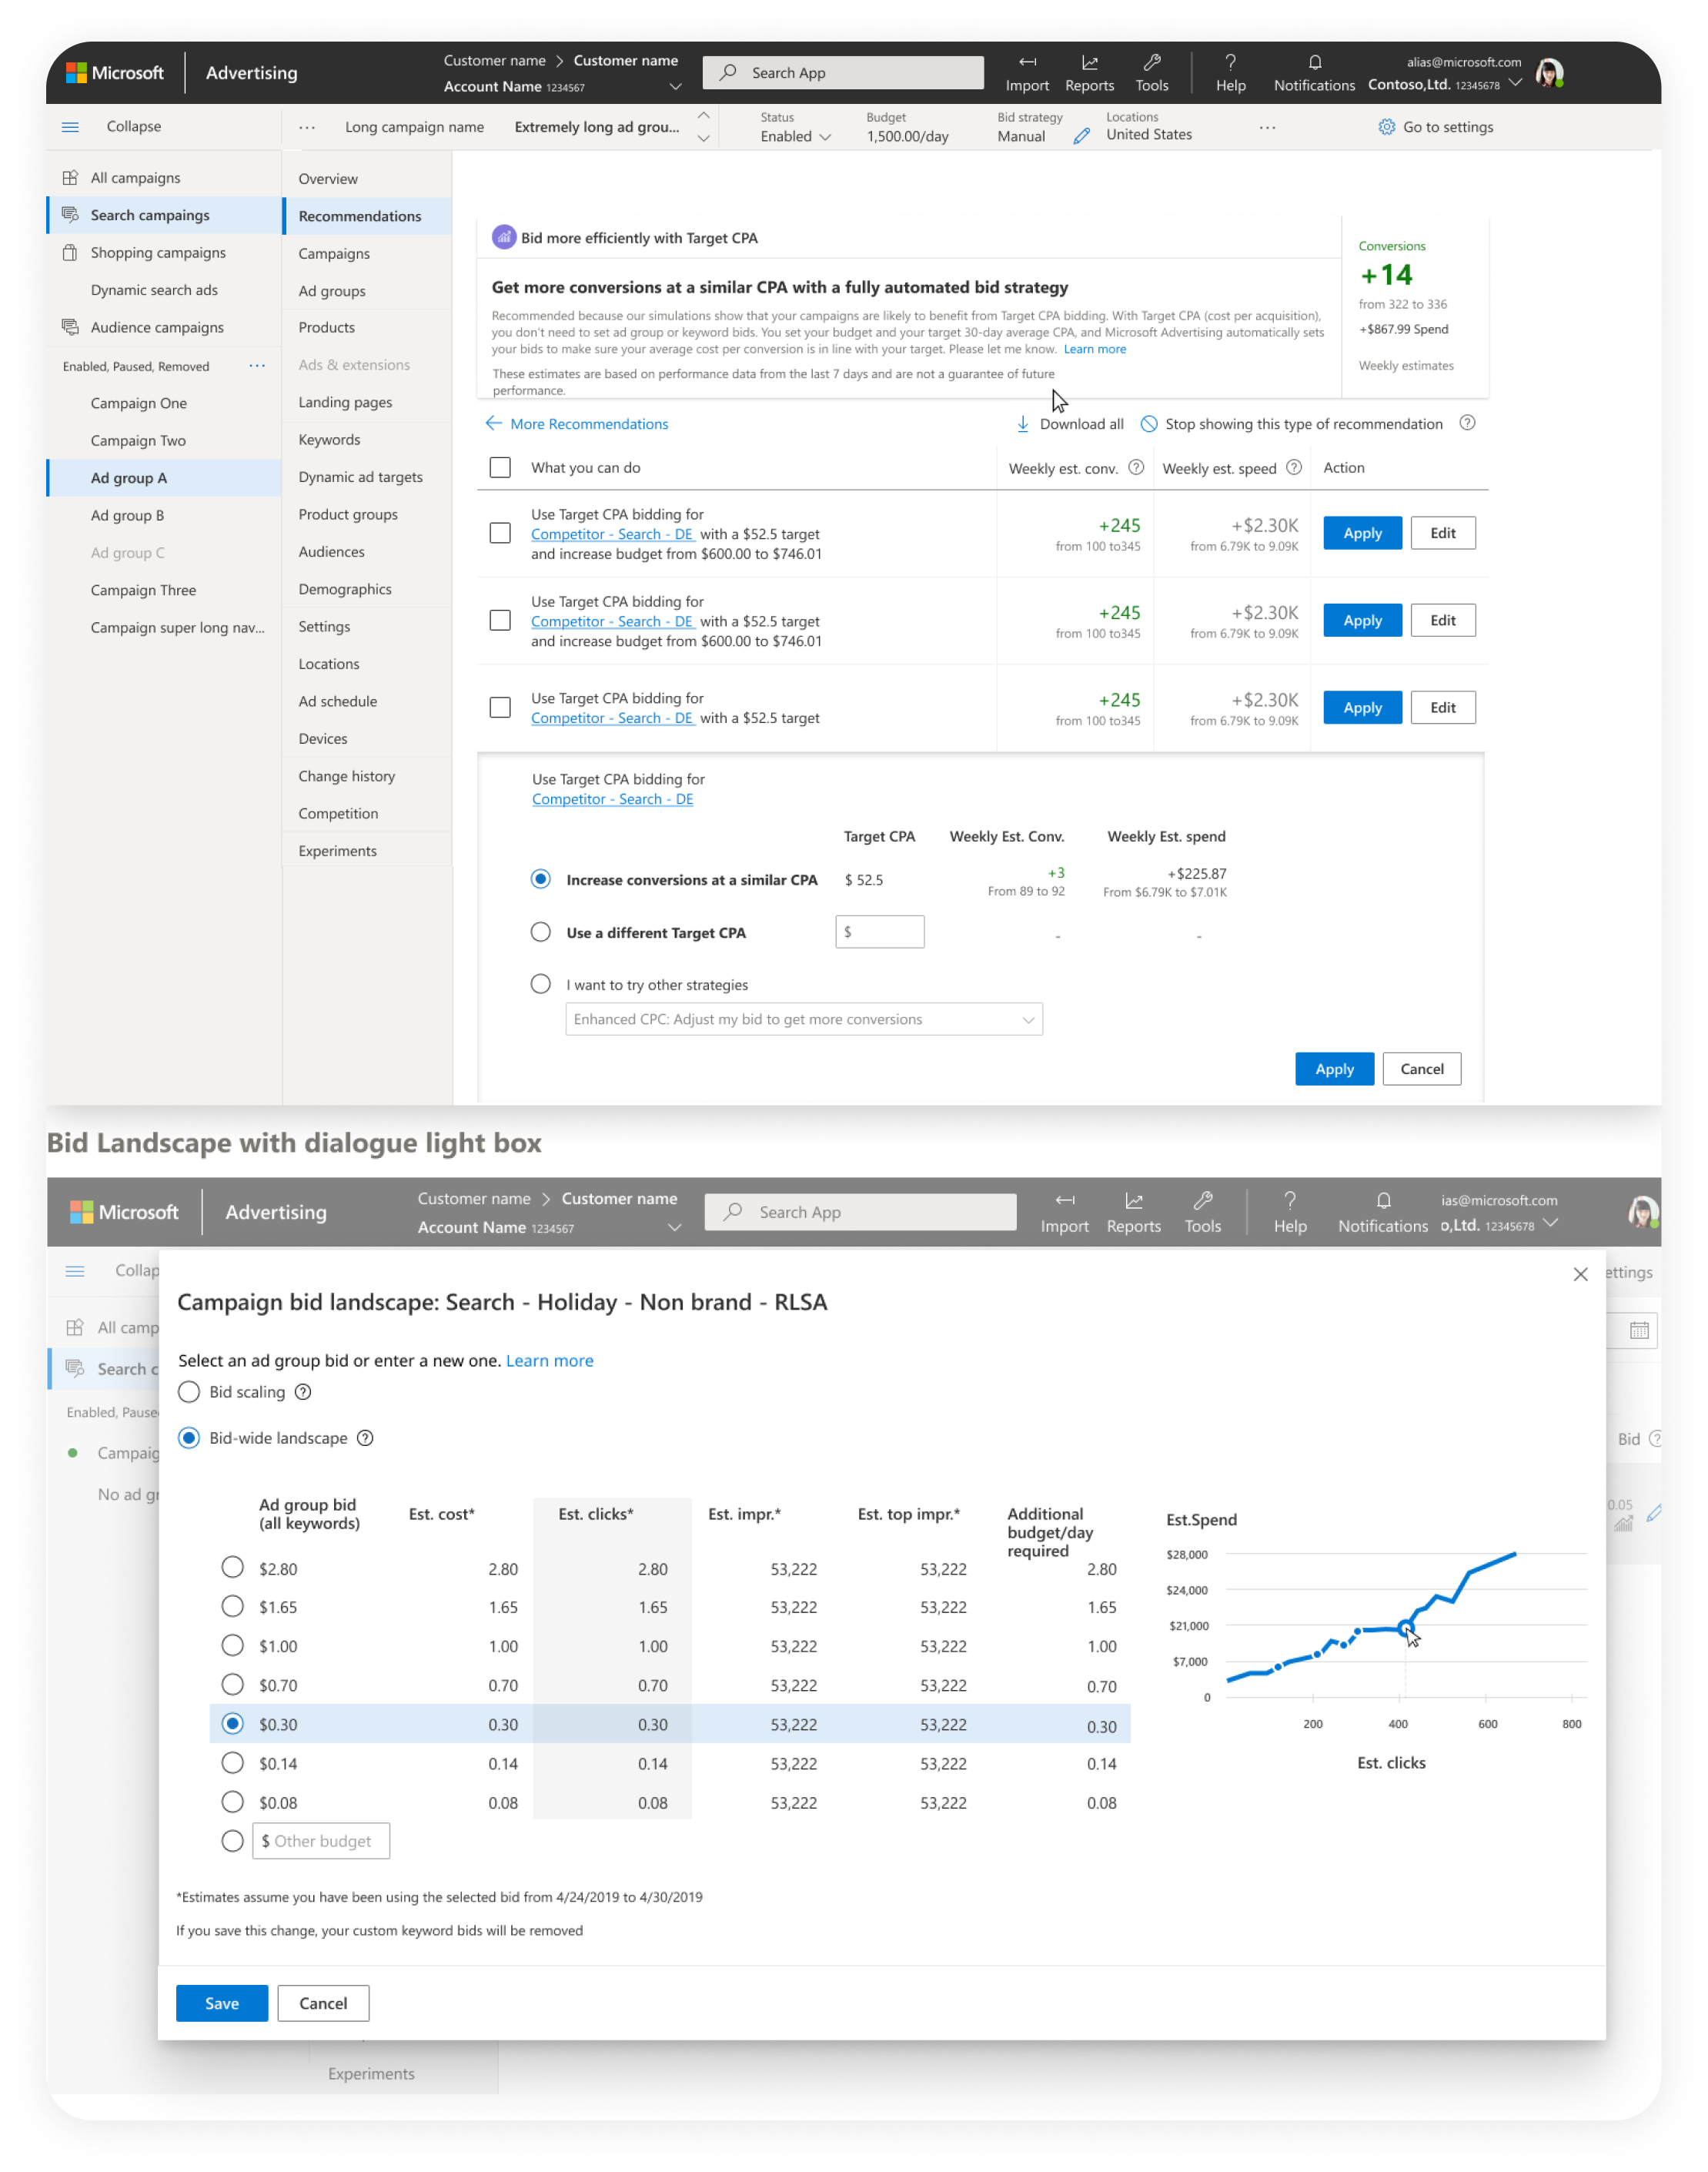 Microsoft
Advertising
Customer name > Customer name
Account Name 1234567
Search App
Import
Reports
Tools
Help
Notifications
alias@microsoft.com
Contoso,Ltd. 12345678
Collapse
Long campaign name
Extremely long ad grou...
Status
Enabled
Budget
1,500.00/day
Bid strategy
Manual
Locations
United States
Go to settings
All campaigns
Search campaings
Shopping campaigns
Dynamic search ads
Audience campaigns
Enabled, Paused, Removed
Campaign One
Campaign Two
Ad group A
Ad group B
Ad group C
Campaign Three
Campaign super long nav...
Overview
Recommendations
Campaigns
Ad groups
Products
Ads & extensions
Landing pages
Keywords
Dynamic ad targets
Product groups
Audiences
Demographics
Settings
Locations
Ad schedule
Devices
Change history
Competition
Experiments
Bid more efficiently with Target CPA
Get more conversions at a similar CPA with a fully automated bid strategy
Recommended because our simulations show that your campaigns are likely to benefit from Target CPA bidding. With Target CPA (cost per acquisition),
you don't need to set ad group or keyword bids. You set your budget and your target 30-day average CPA, and Microsoft Advertising automatically sets
your bids to make sure your average cost per conversion is in line with your target. Please let me know. Learn more
These estimates are based on performance data from the last 7 days and are not a guarantee of future
performance.
Conversions
+14
from 322 to 336
+$867.99 Spend
Weekly estimates
More Recommendations
Download all
Stop showing this type of recommendation
What you can do
Weekly est. conv.
Weekly est. speed
Action
Use Target CPA bidding for
Competitor - Search - DE with a $52.5 target
and increase budget from $600.00 to $746.01
+245
from 100 to345
+$2.30K
from 6.79K to 9.09K
Apply
Edit
Use Target CPA bidding for
Competitor - Search - DE with a $52.5 target
and increase budget from $600.00 to $746.01
+245
from 100 to345
+$2.30K
from 6.79K to 9.09K
Apply
Edit
Use Target CPA bidding for
Competitor - Search - DE with a $52.5 target
+245
from 100 to345
+$2.30K
from 6.79K to 9.09K
Apply
Edit
Use Target CPA bidding for
Competitor - Search - DE
Target CPA
Weekly Est. Conv.
Weekly Est. spend
Increase conversions at a similar CPA
$ 52.5
+3
From 89 to 92
+$225.87
From $6.79K to $7.01K
Use a different Target CPA
$
-
-
I want to try other strategies
Enhanced CPC: Adjust my bid to get more conversions
Apply
Cancel
Bid Landscape with dialogue light box
Microsoft
Advertising
Customer name > Customer name
Account Name 1234567
Search App
Import
Reports
Tools
Help
Notifications
ias@microsoft.com
o,Ltd. 12345678
Collap
ettings
All camp
Search c
Enabled, Pause
Campaig
No ad gr
Bid
0.05
Campaign bid landscape: Search - Holiday - Non brand - RLSA
Select an ad group bid or enter a new one. Learn more
Bid scaling
Bid-wide landscape
Ad group bid
(all keywords)
Est. cost*
Est. clicks*
Est. impr.*
Est. top impr.*
Additional
budget/day
required
$2.80 2.80 2.80 53,222 53,222 2.80
$1.65 1.65 1.65 53,222 53,222 1.65
$1.00 1.00 1.00 53,222 53,222 1.00
$0.70 0.70 0.70 53,222 53,222 0.70
$0.30 0.30 0.30 53,222 53,222 0.30
$0.14 0.14 0.14 53,222 53,222 0.14
$0.08 0.08 0.08 53,222 53,222 0.08
$ Other budget
Est.Spend
$28,000
$24,000
$21,000
$7,000
0
200 400 600 800
Est. clicks
*Estimates assume you have been using the selected bid from 4/24/2019 to 4/30/2019
If you save this change, your custom keyword bids will be removed
Save
Cancel
Experiments